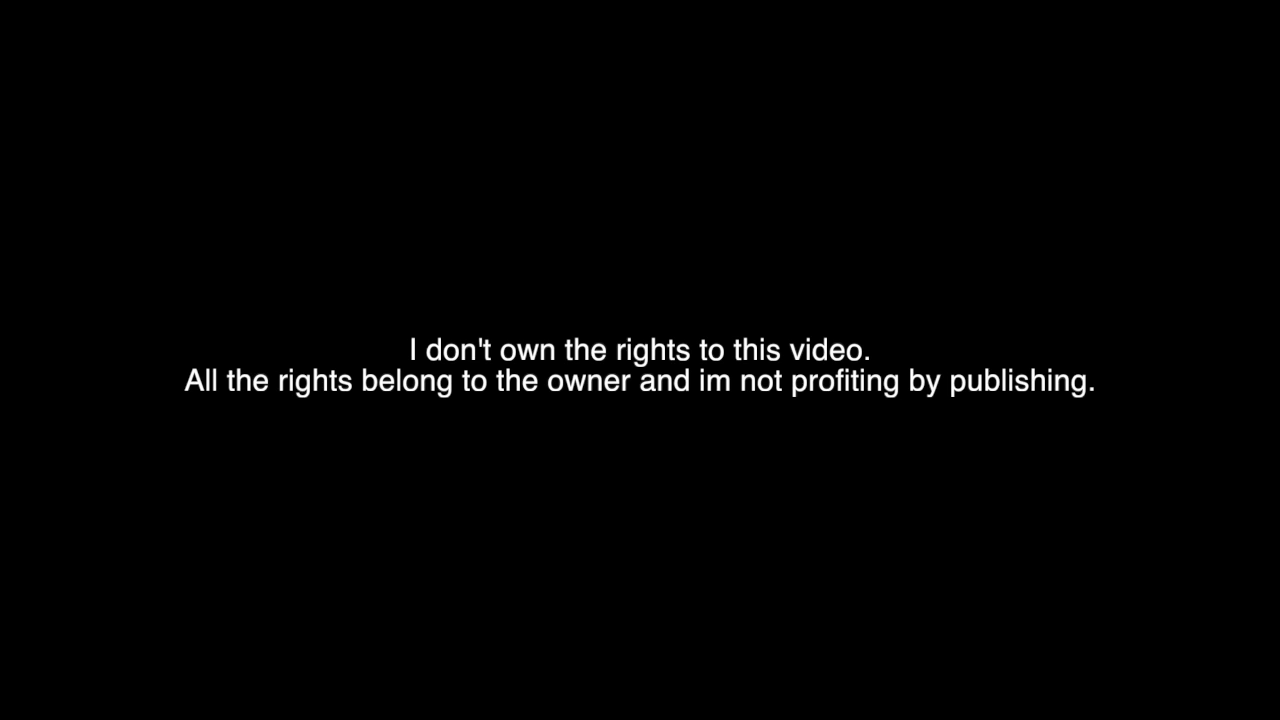 I don't own the rights to this video.
All the rights belong to the owner and im not profiting by publishing.